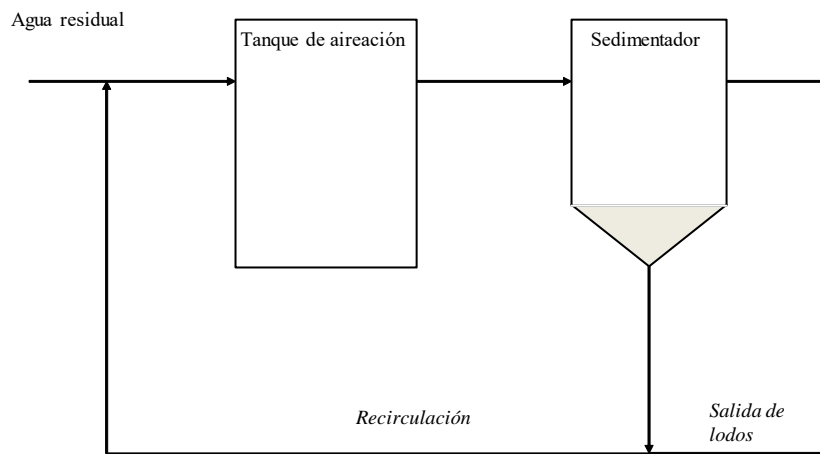 Agua residual
Tanque de aireación
Sedimentador
Recirculación
Salida de
lodos